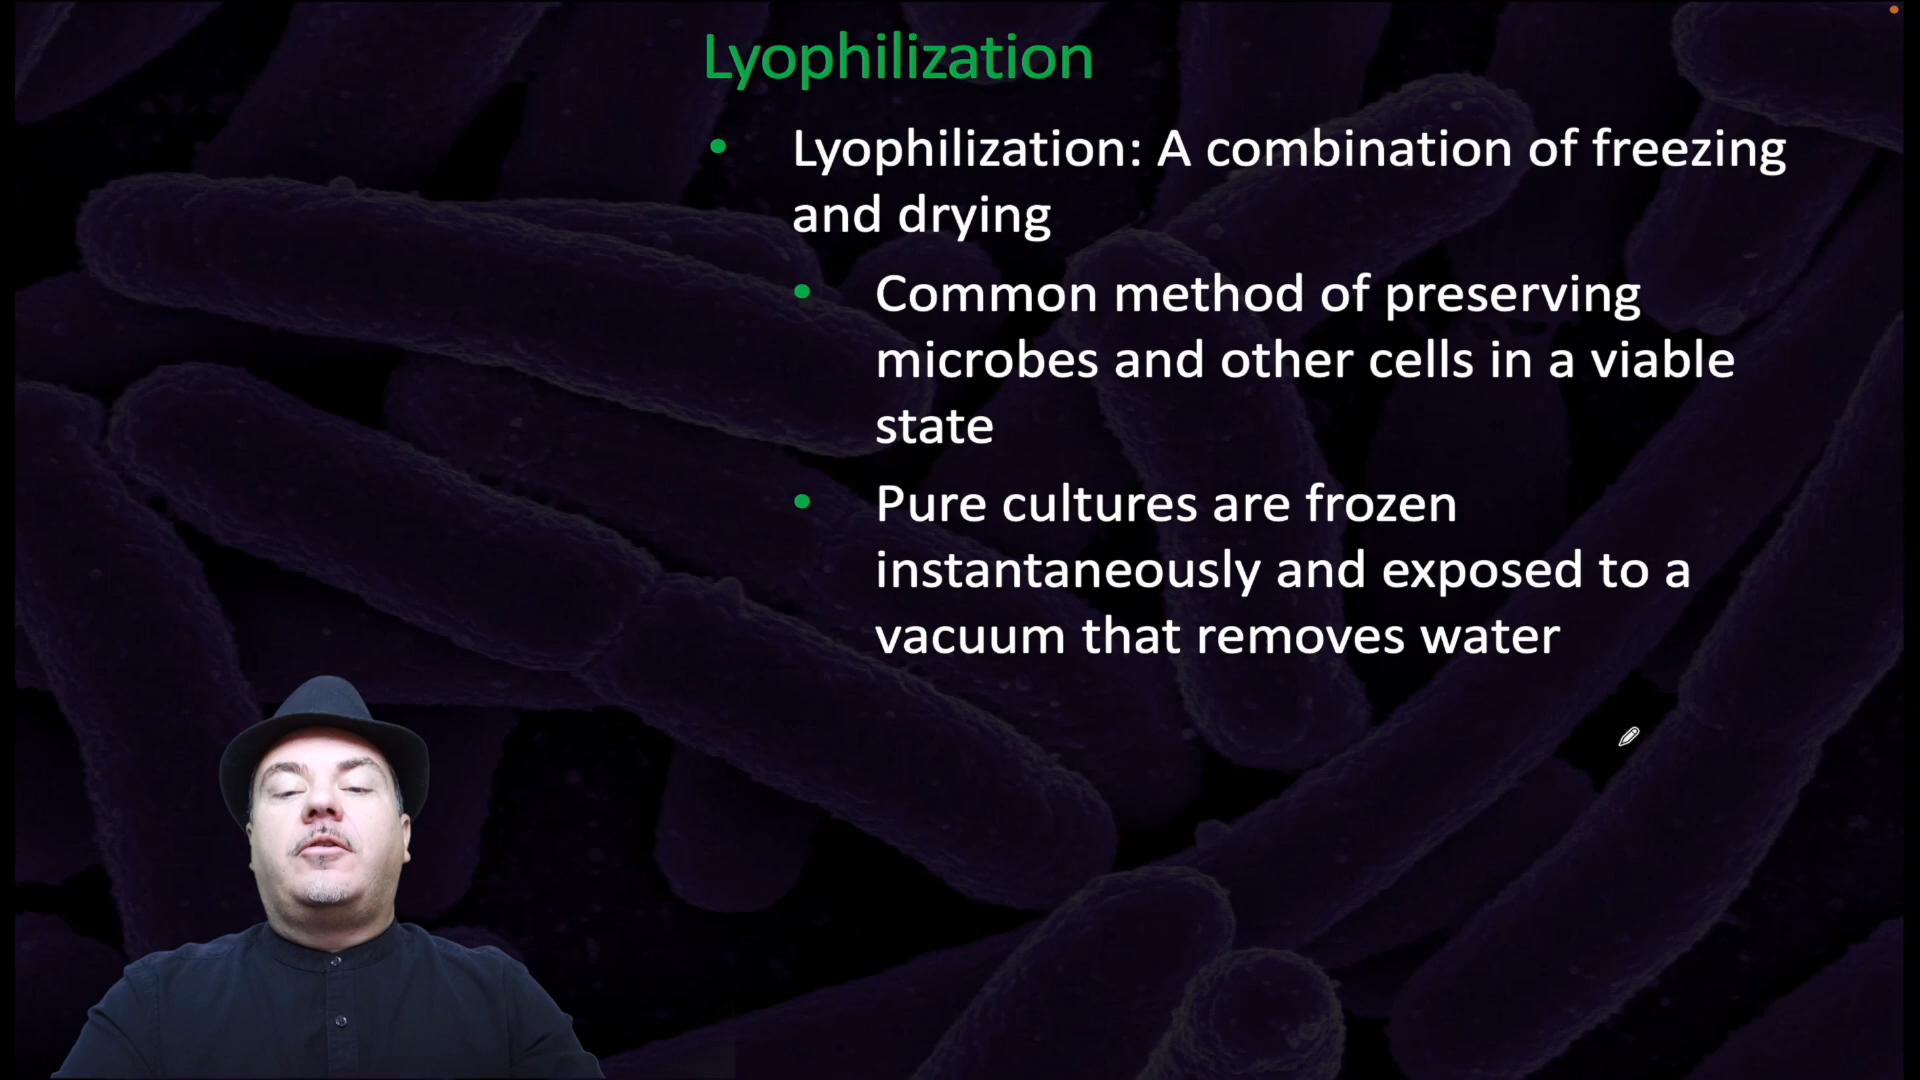 Lyophilization
• Lyophilization: A combination of freezing
and drying
• Common method of preserving
microbes and other cells in a viable
state
• Pure cultures are frozen
instantaneously and exposed to a
vacuum that removes water